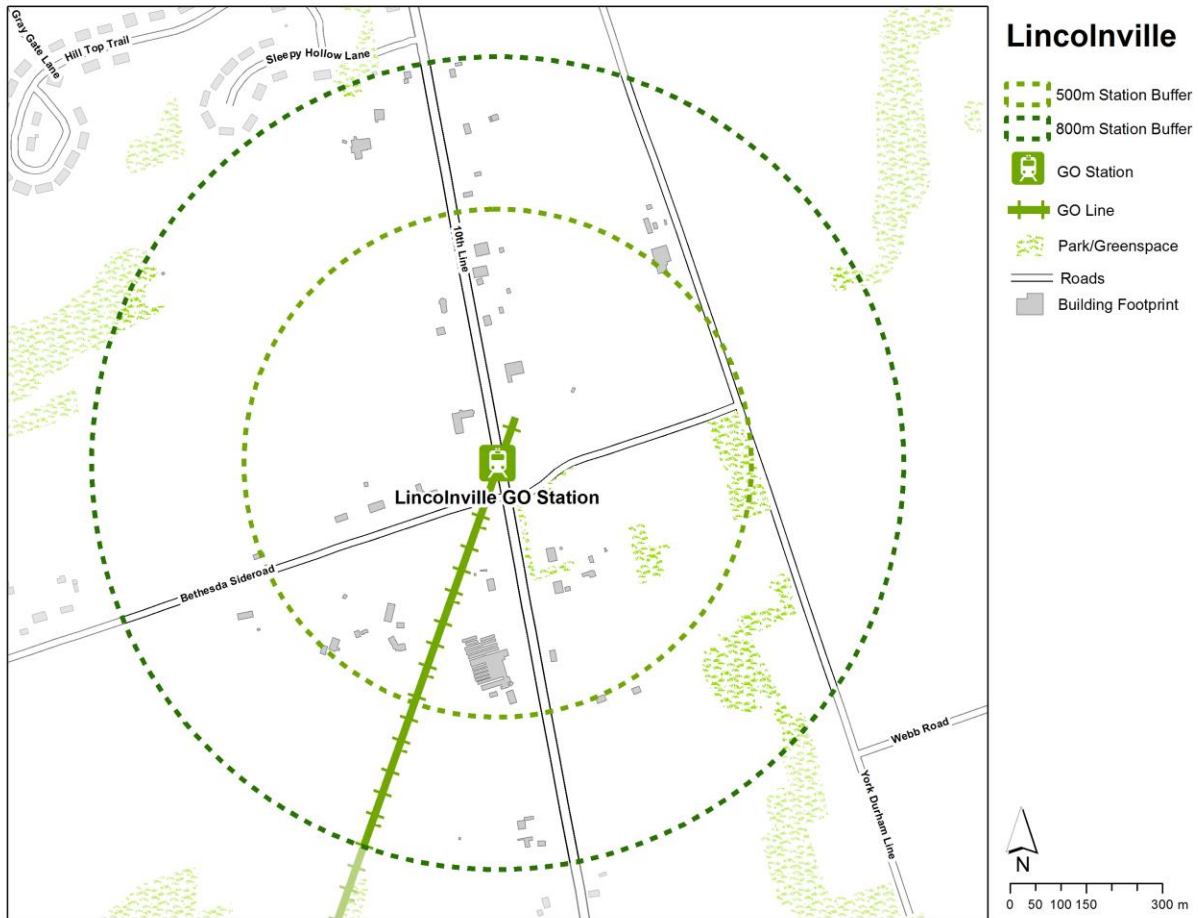 Lincolnville
500m Station Buffer
800m Station Buffer
GO Station
GO Line
Park/Greenspace
Roads
Building Footprint
Gray Gate Lane
Hill Top Trail
Sleepy Hollow Lane
10th Line
Lincolnville GO Station
Bethesda Sideroad
Webb Road
York Durham Line
N
0 50 100 150 300 m